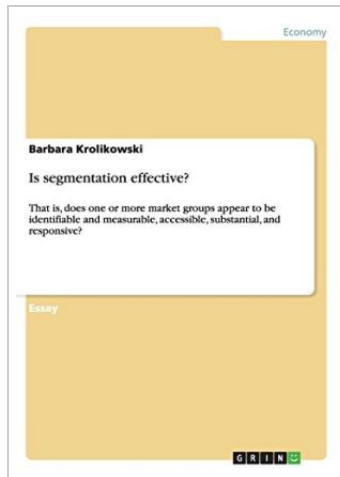 Economy
Barbara Krolikowski
Is segmentation effective?
That is, does one or more market groups appear to be
identifiable and measurable, accessible, substantial, and
responsive?
Essay
GRIN